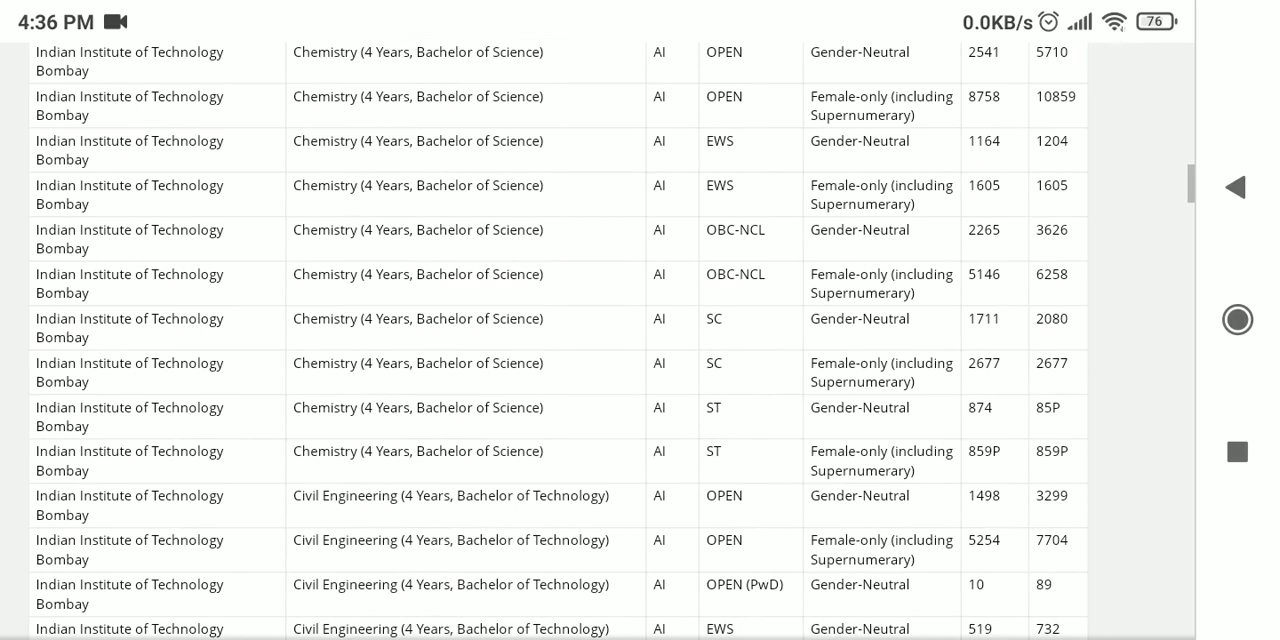 4:36 PM 0.0KB/s 76
Indian Institute of Technology Bombay Chemistry (4 Years, Bachelor of Science) AI OPEN Gender-Neutral 2541 5710
Indian Institute of Technology Bombay Chemistry (4 Years, Bachelor of Science) AI OPEN Female-only (including Supernumerary) 8758 10859
Indian Institute of Technology Bombay Chemistry (4 Years, Bachelor of Science) AI EWS Gender-Neutral 1164 1204
Indian Institute of Technology Bombay Chemistry (4 Years, Bachelor of Science) AI EWS Female-only (including Supernumerary) 1605 1605
Indian Institute of Technology Bombay Chemistry (4 Years, Bachelor of Science) AI OBC-NCL Gender-Neutral 2265 3626
Indian Institute of Technology Bombay Chemistry (4 Years, Bachelor of Science) AI OBC-NCL Female-only (including Supernumerary) 5146 6258
Indian Institute of Technology Bombay Chemistry (4 Years, Bachelor of Science) AI SC Gender-Neutral 1711 2080
Indian Institute of Technology Bombay Chemistry (4 Years, Bachelor of Science) AI SC Female-only (including Supernumerary) 2677 2677
Indian Institute of Technology Bombay Chemistry (4 Years, Bachelor of Science) AI ST Gender-Neutral 874 85P
Indian Institute of Technology Bombay Chemistry (4 Years, Bachelor of Science) AI ST Female-only (including Supernumerary) 859P 859P
Indian Institute of Technology Bombay Civil Engineering (4 Years, Bachelor of Technology) AI OPEN Gender-Neutral 1498 3299
Indian Institute of Technology Bombay Civil Engineering (4 Years, Bachelor of Technology) AI OPEN Female-only (including Supernumerary) 5254 7704
Indian Institute of Technology Bombay Civil Engineering (4 Years, Bachelor of Technology) AI OPEN (PwD) Gender-Neutral 10 89
Indian Institute of Technology Civil Engineering (4 Years, Bachelor of Technology) AI EWS Gender-Neutral 519 732